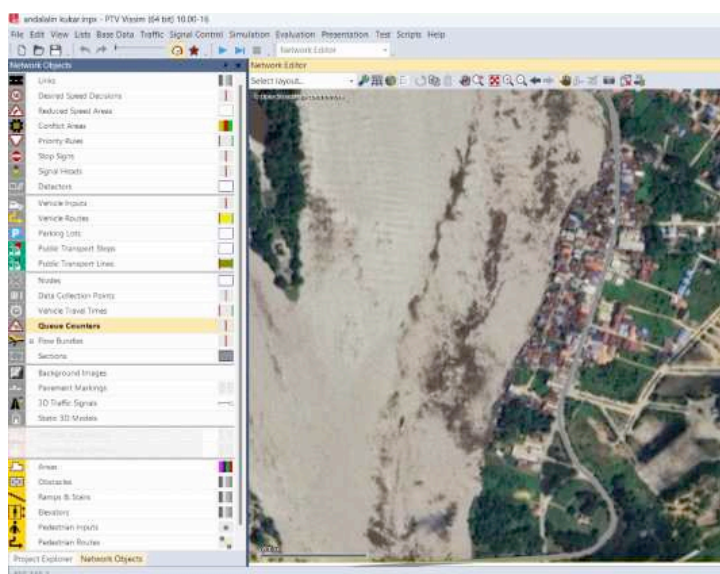 andalalin kukar.inpx - PTV Vissim (64 bit) 10.00-16
File Edit View Lists Base Data Traffic Signal Control Simulation Evaluation Presentation Test Scripts Help
Network Editor
Network Objects
Network Editor
Select layout...
Links
Desired Speed Decisions
Reduced Speed Areas
Conflict Areas
Priority Rules
Stop Signs
Signal Heads
Detectors
Vehicle Inputs
Vehicle Routes
Parking Lots
Public Transport Stops
Public Transport Lines
Nodes
Data Collection Points
Vehicle Travel Times
Queue Counters
Flow Bundles
Sections
Background Images
Pavement Markings
3D Traffic Signals
Static 3D Models
Areas
Obstacles
Ramps & Stairs
Elevators
Pedestrian Inputs
Pedestrian Routes
Project Explorer Network Objects